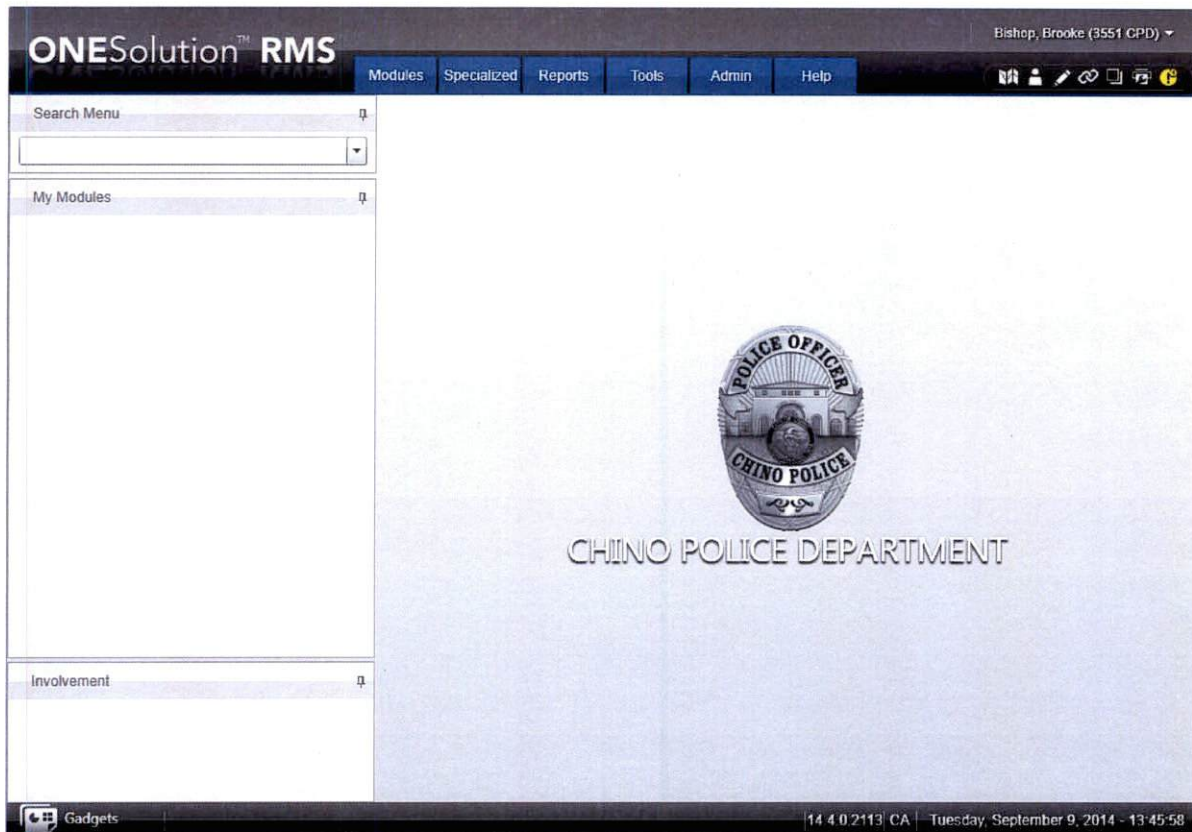 Bishop, Brooke (3551 CPD)
ONESolution™ RMS
Modules Specialized Reports Tools Admin Help
Search Menu
My Modules
POLICE OFFICER
CHINO POLICE
CHINO POLICE DEPARTMENT
Involvement
Gadgets
14.4.0.2113 CA Tuesday, September 9, 2014 - 13:45:58